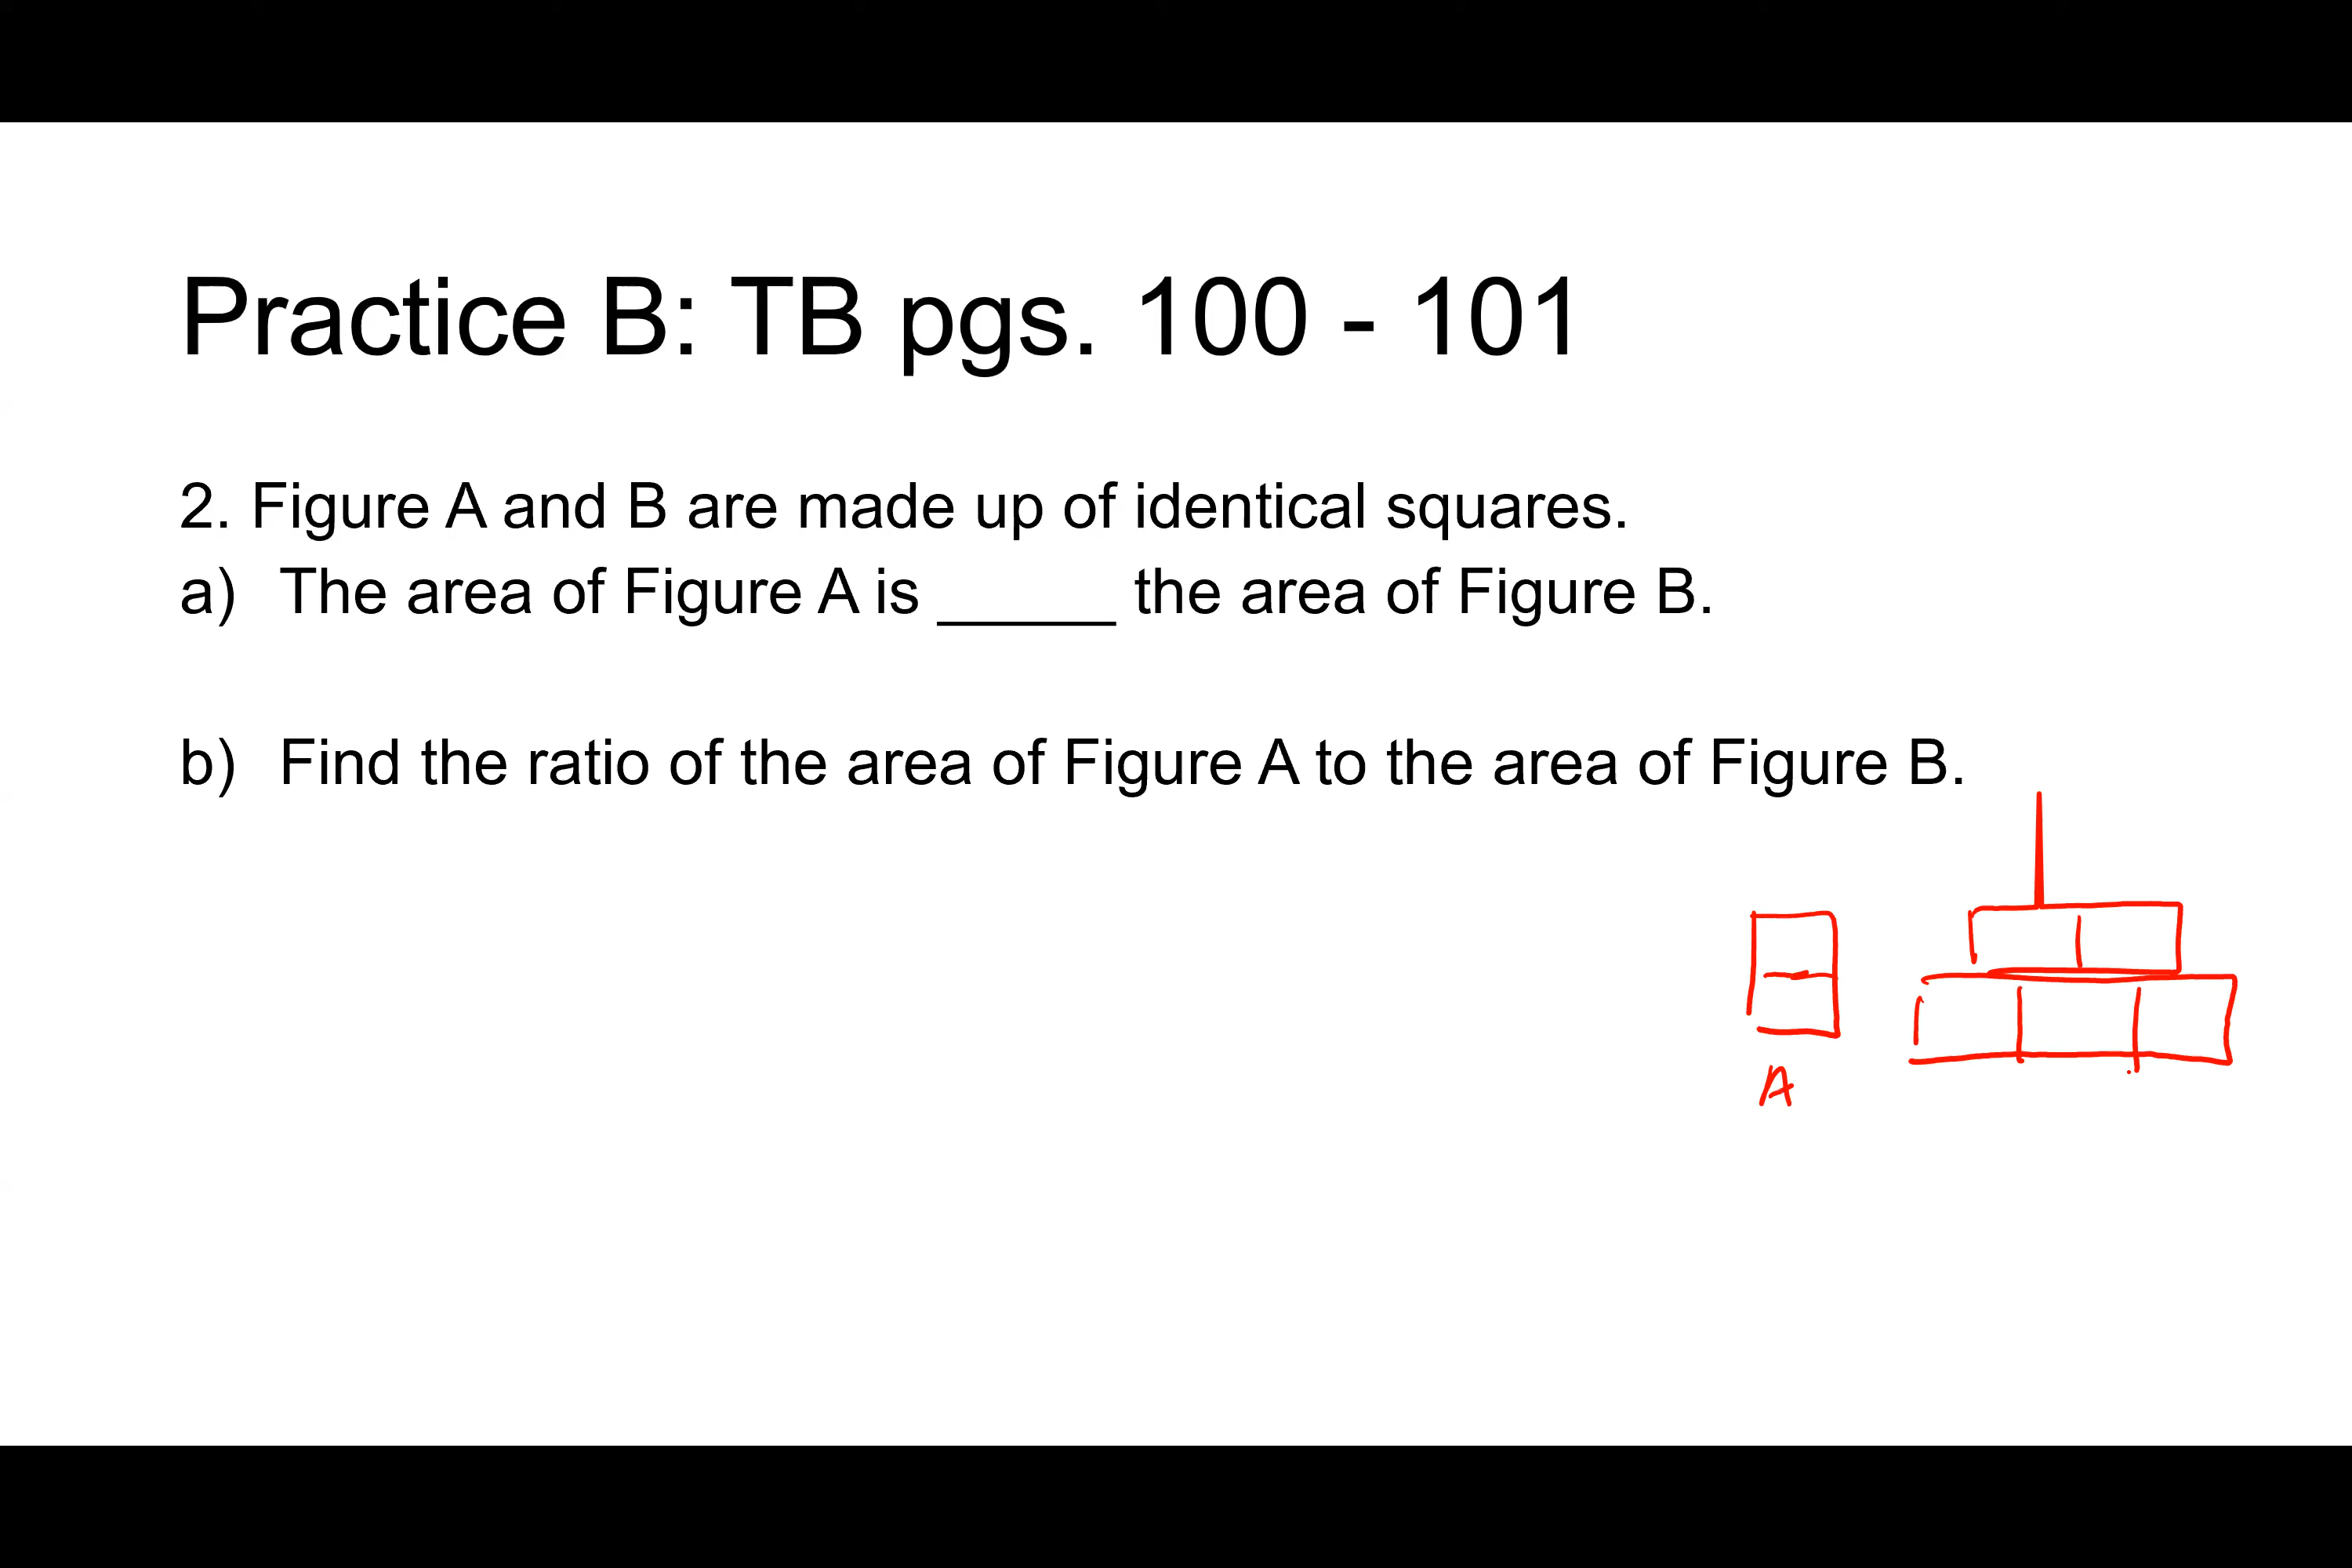 Practice B: TB pgs. 100 - 101
2. Figure A and B are made up of identical squares.
a) The area of Figure A is _____ the area of Figure B.
b) Find the ratio of the area of Figure A to the area of Figure B.
A